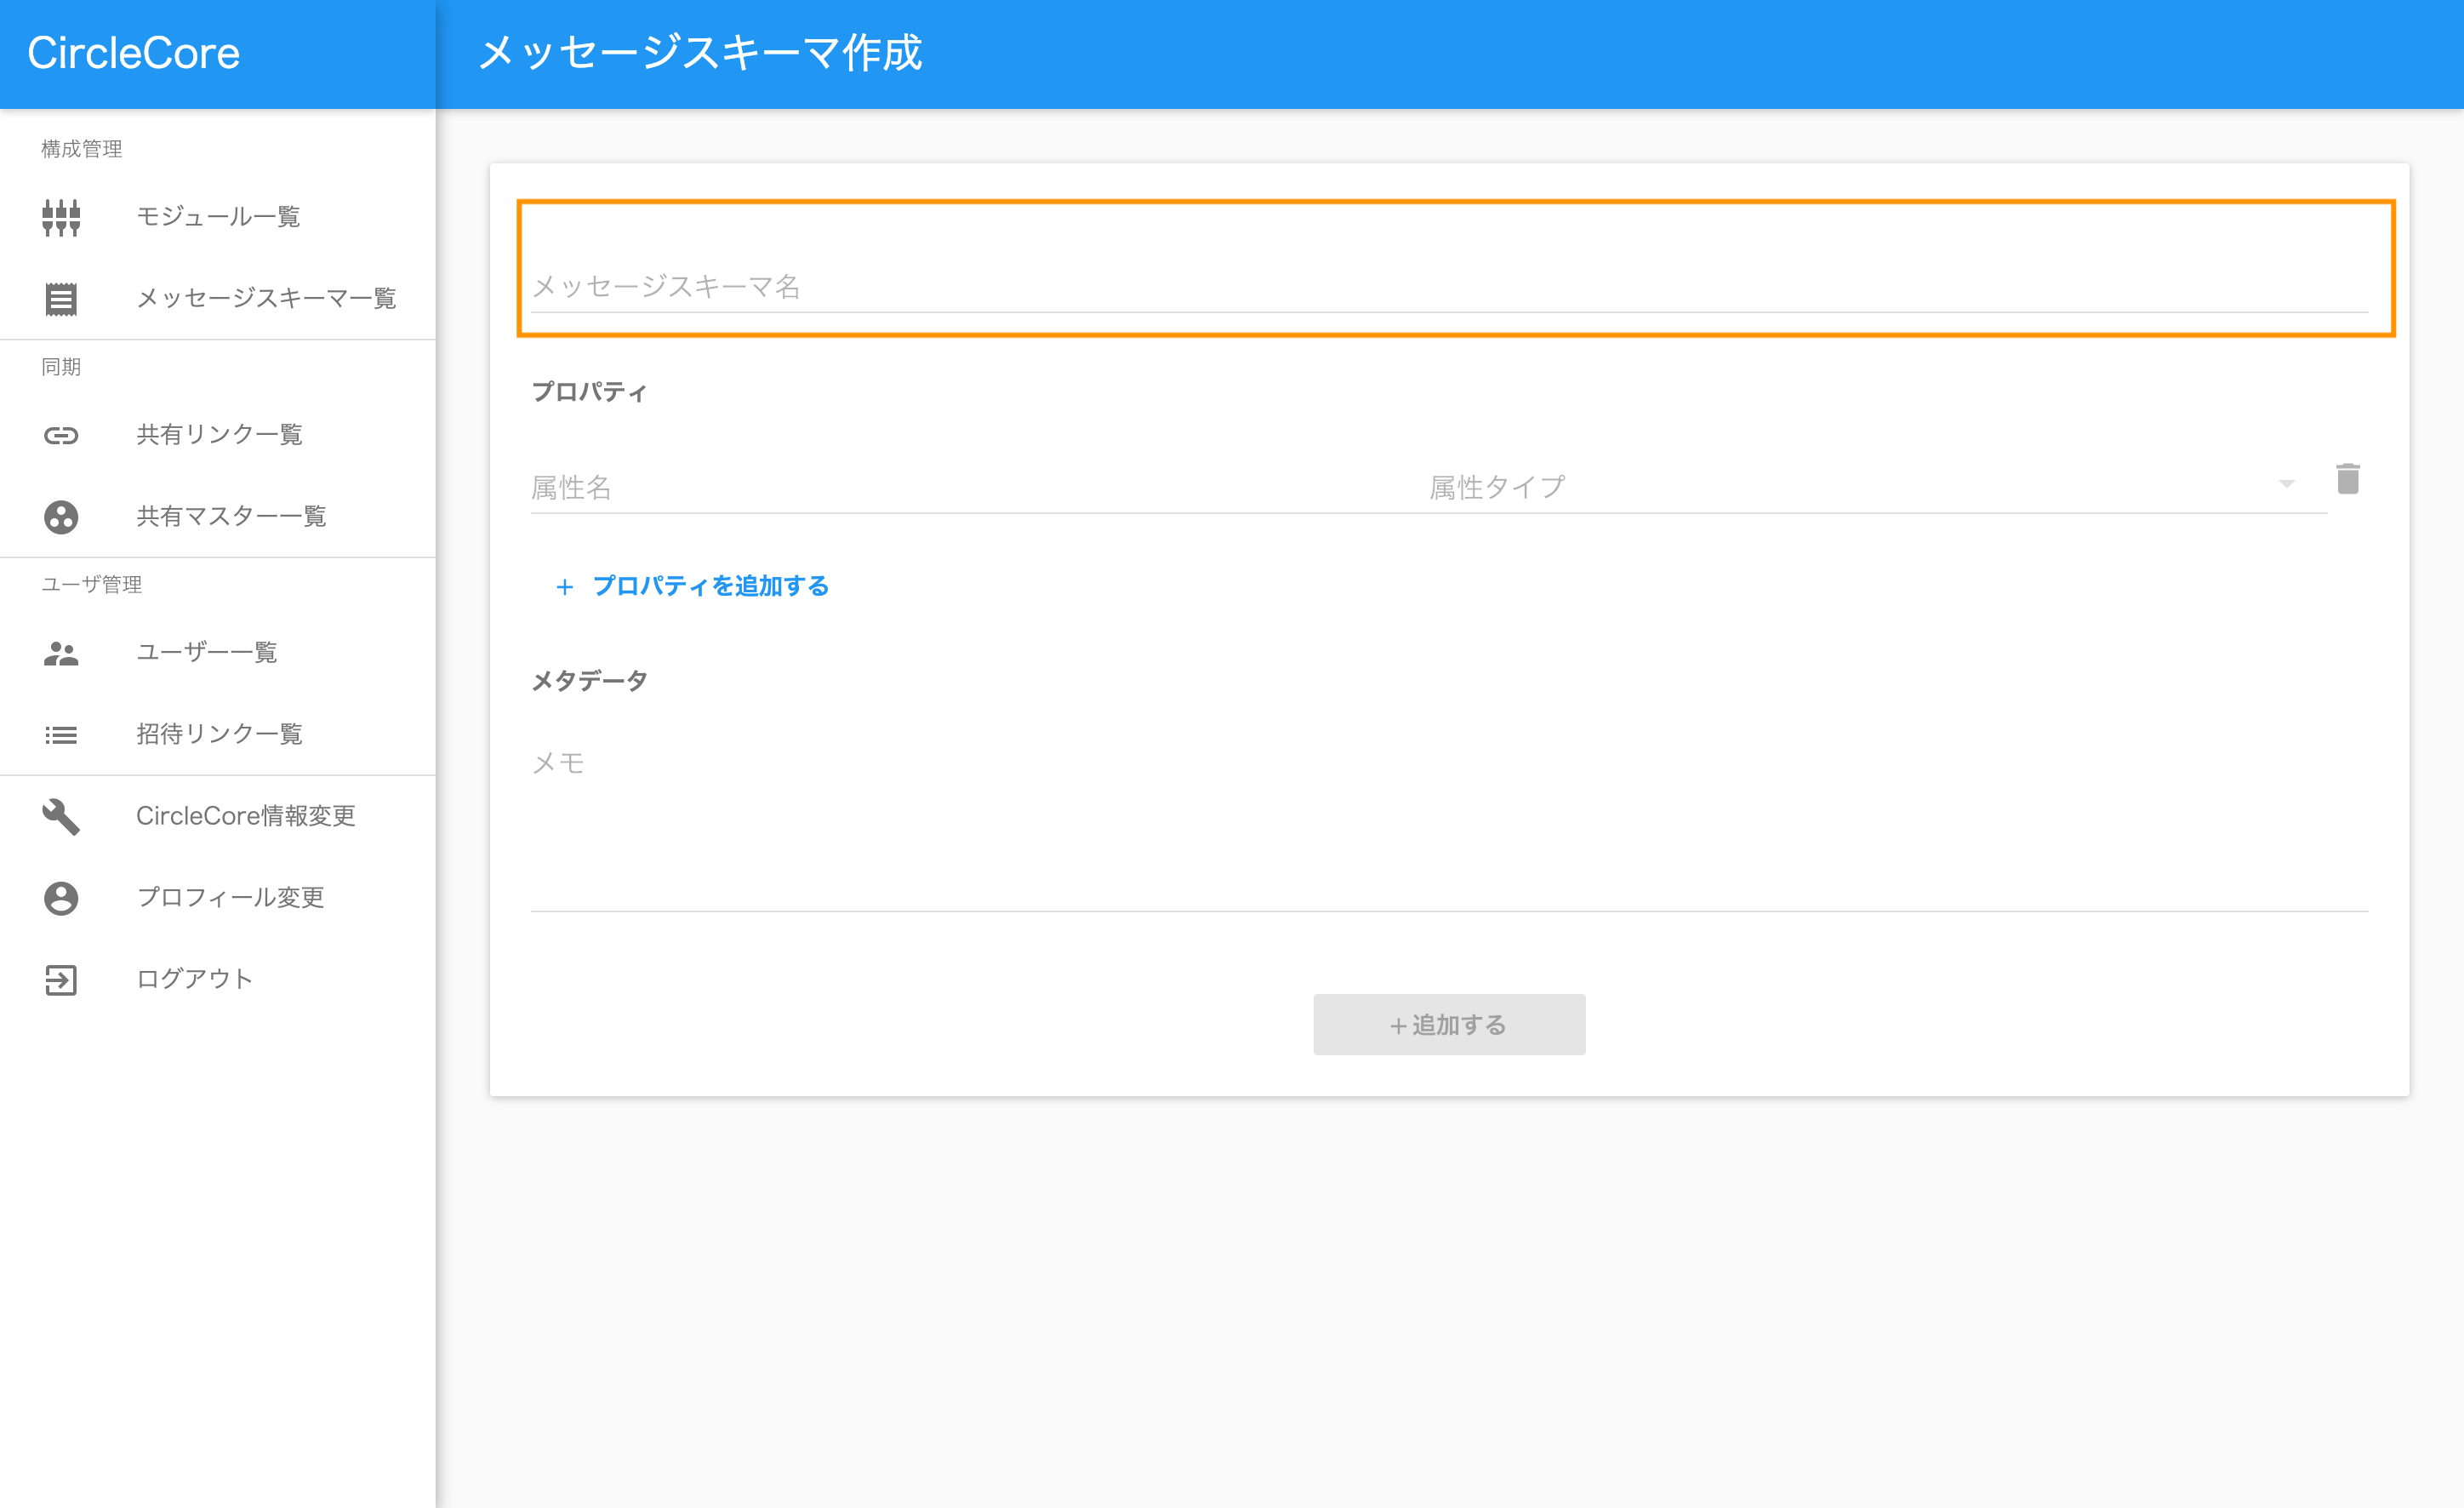 CircleCore
メッセージスキーマ作成
構成管理
モジュール一覧
メッセージスキーマ一覧
同期
共有リンク一覧
共有マスター一覧
ユーザ管理
ユーザー一覧
招待リンク一覧
CircleCore情報変更
プロフィール変更
ログアウト
メッセージスキーマ名
プロパティ
属性名 属性タイプ
+ プロパティを追加する
メタデータ
メモ
+追加する